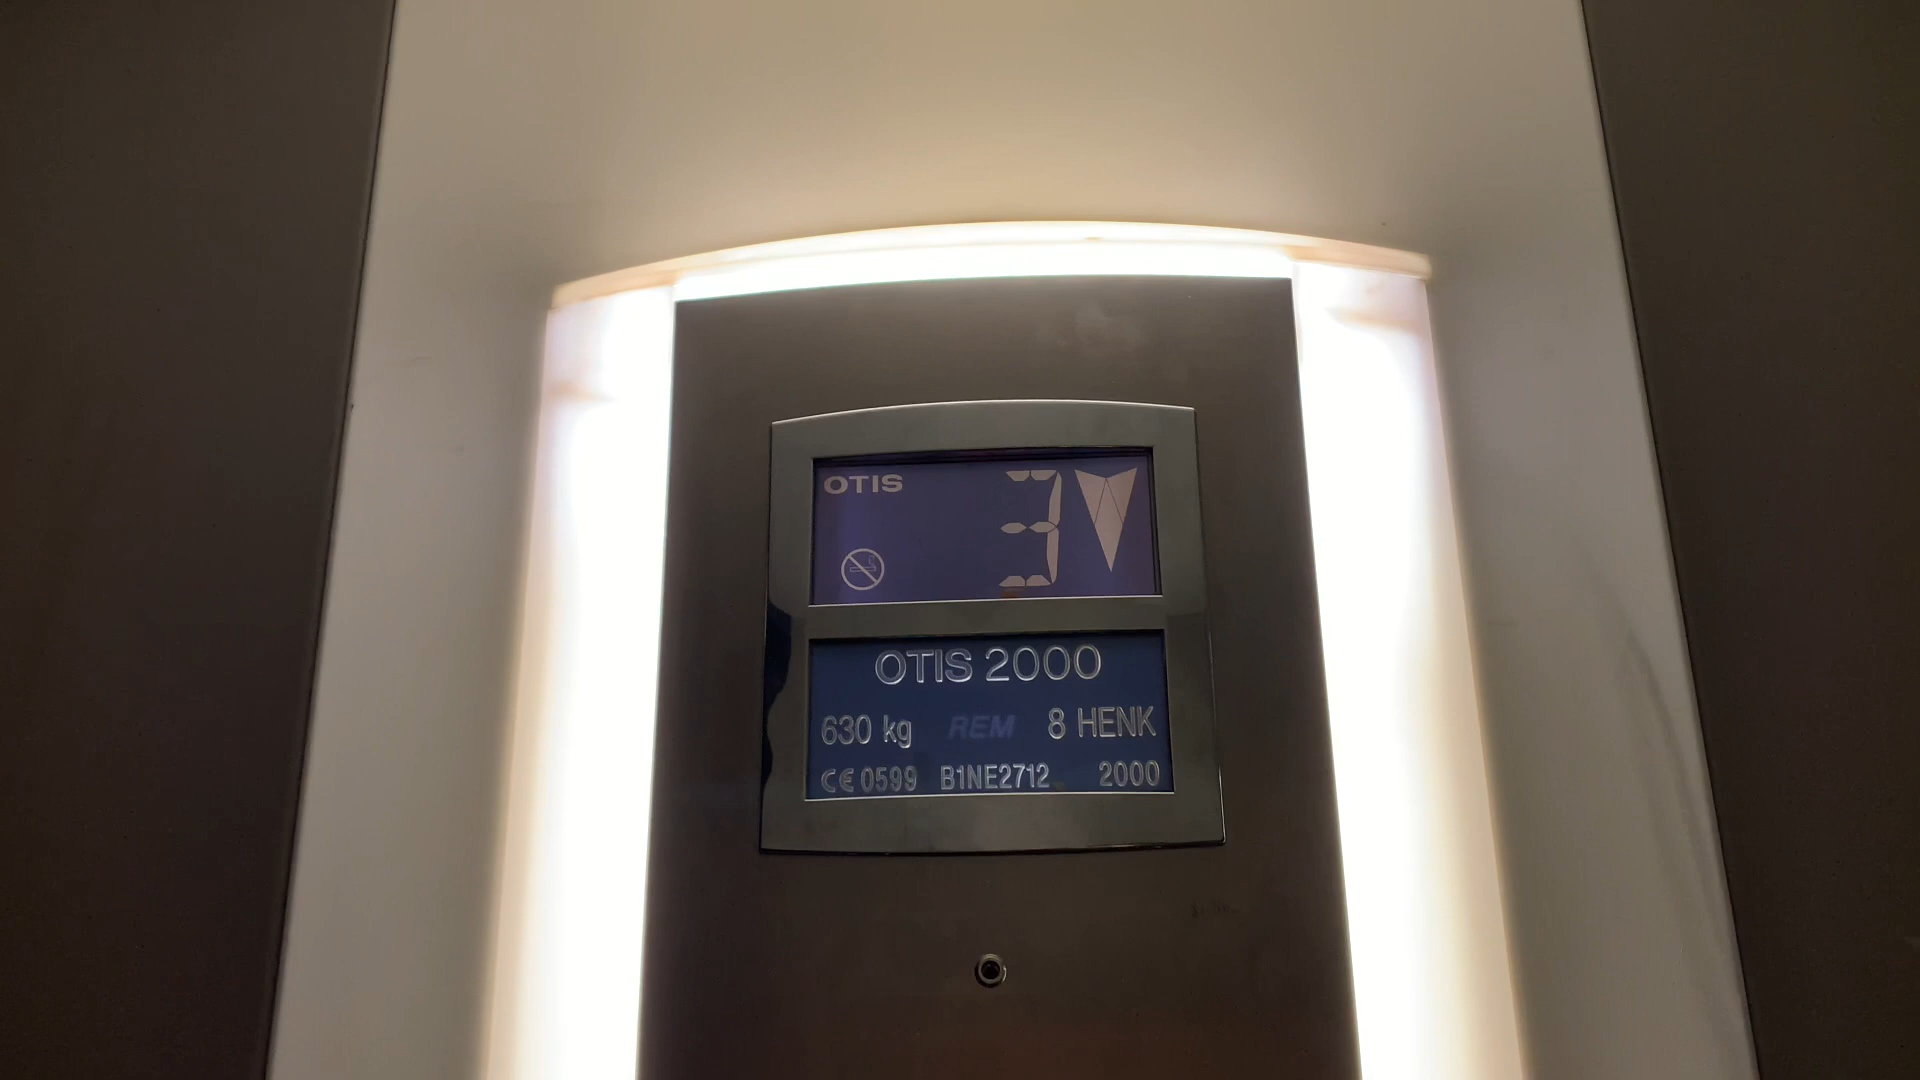 OTIS
3
OTIS 2000
630 kg REM 8 HENK
CE 0599 B1NE2712 2000